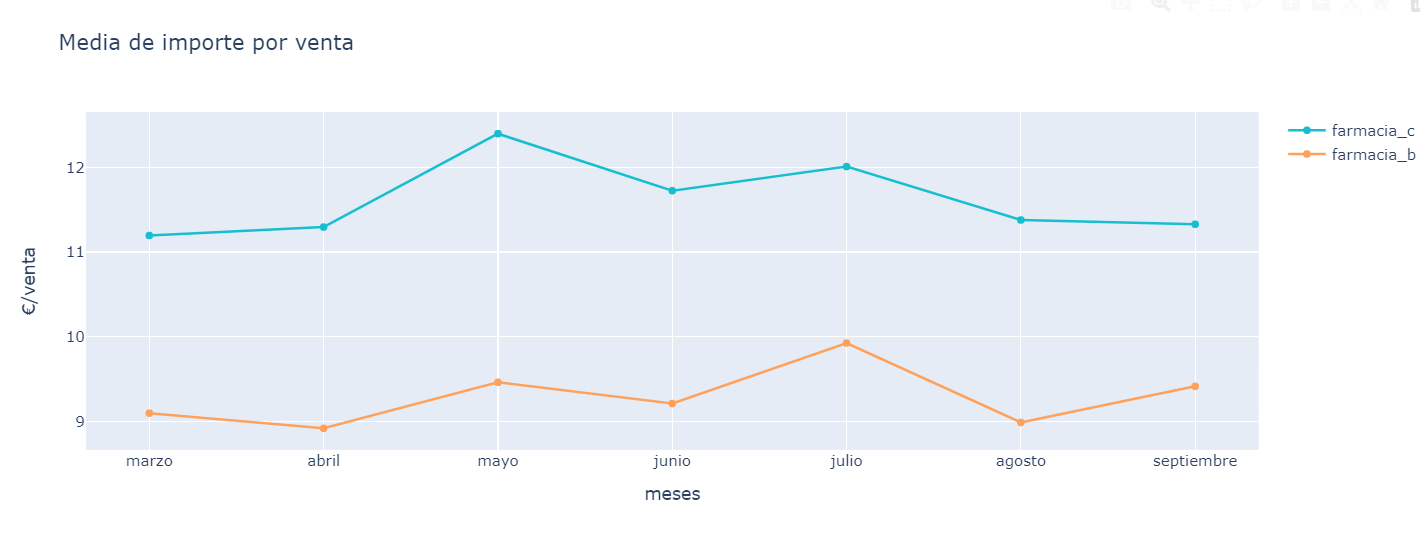 Media de importe por venta
farmacia_c
farmacia_b
12
11
10
9
€/venta
marzo abril mayo junio julio agosto septiembre
meses